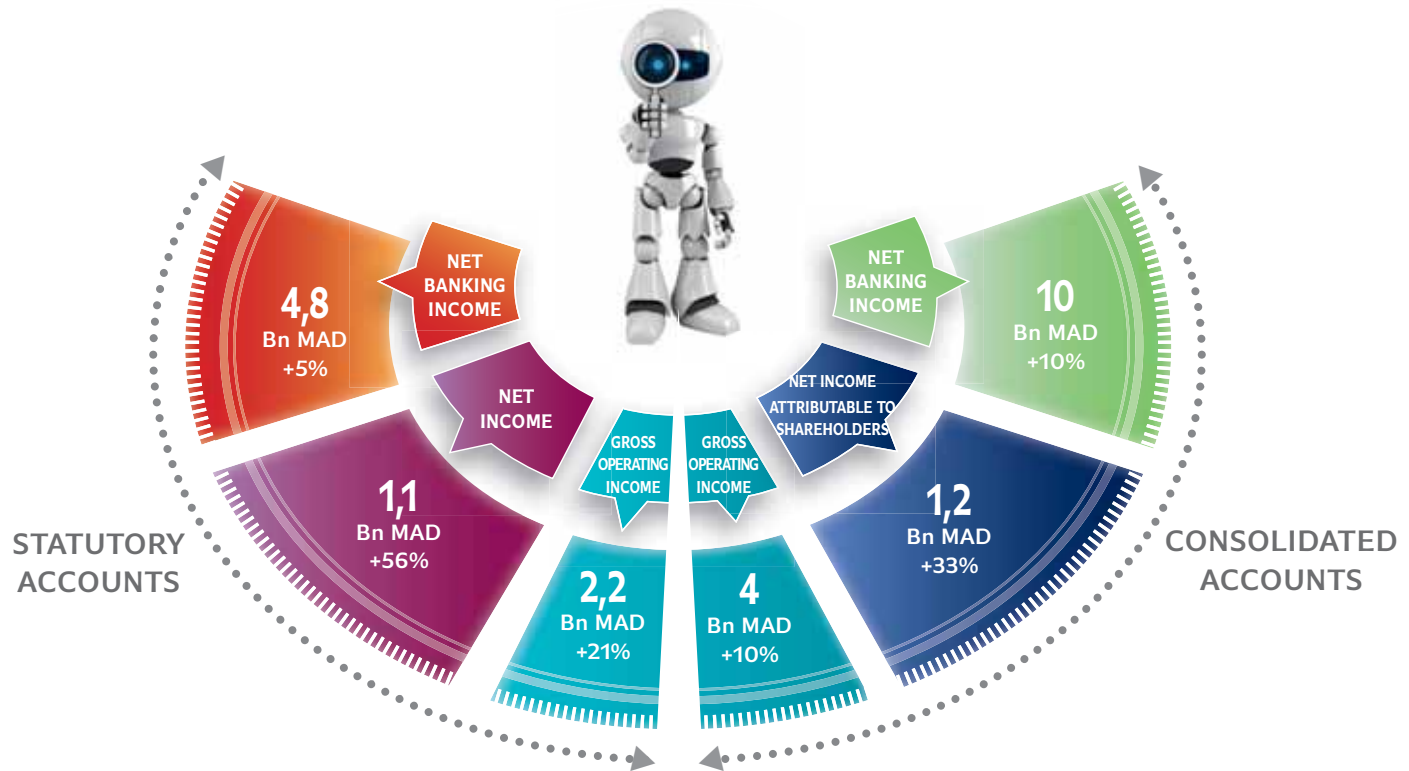 NET
BANKING
INCOME
4,8
Bn MAD
+5%
NET
INCOME
1,1
Bn MAD
+56%
GROSS
OPERATING
INCOME
2,2
Bn MAD
+21%
STATUTORY
ACCOUNTS
NET
BANKING
INCOME
10
Bn MAD
+10%
NET INCOME
ATTRIBUTABLE TO
SHAREHOLDERS
1,2
Bn MAD
+33%
GROSS
OPERATING
INCOME
4
Bn MAD
+10%
CONSOLIDATED
ACCOUNTS